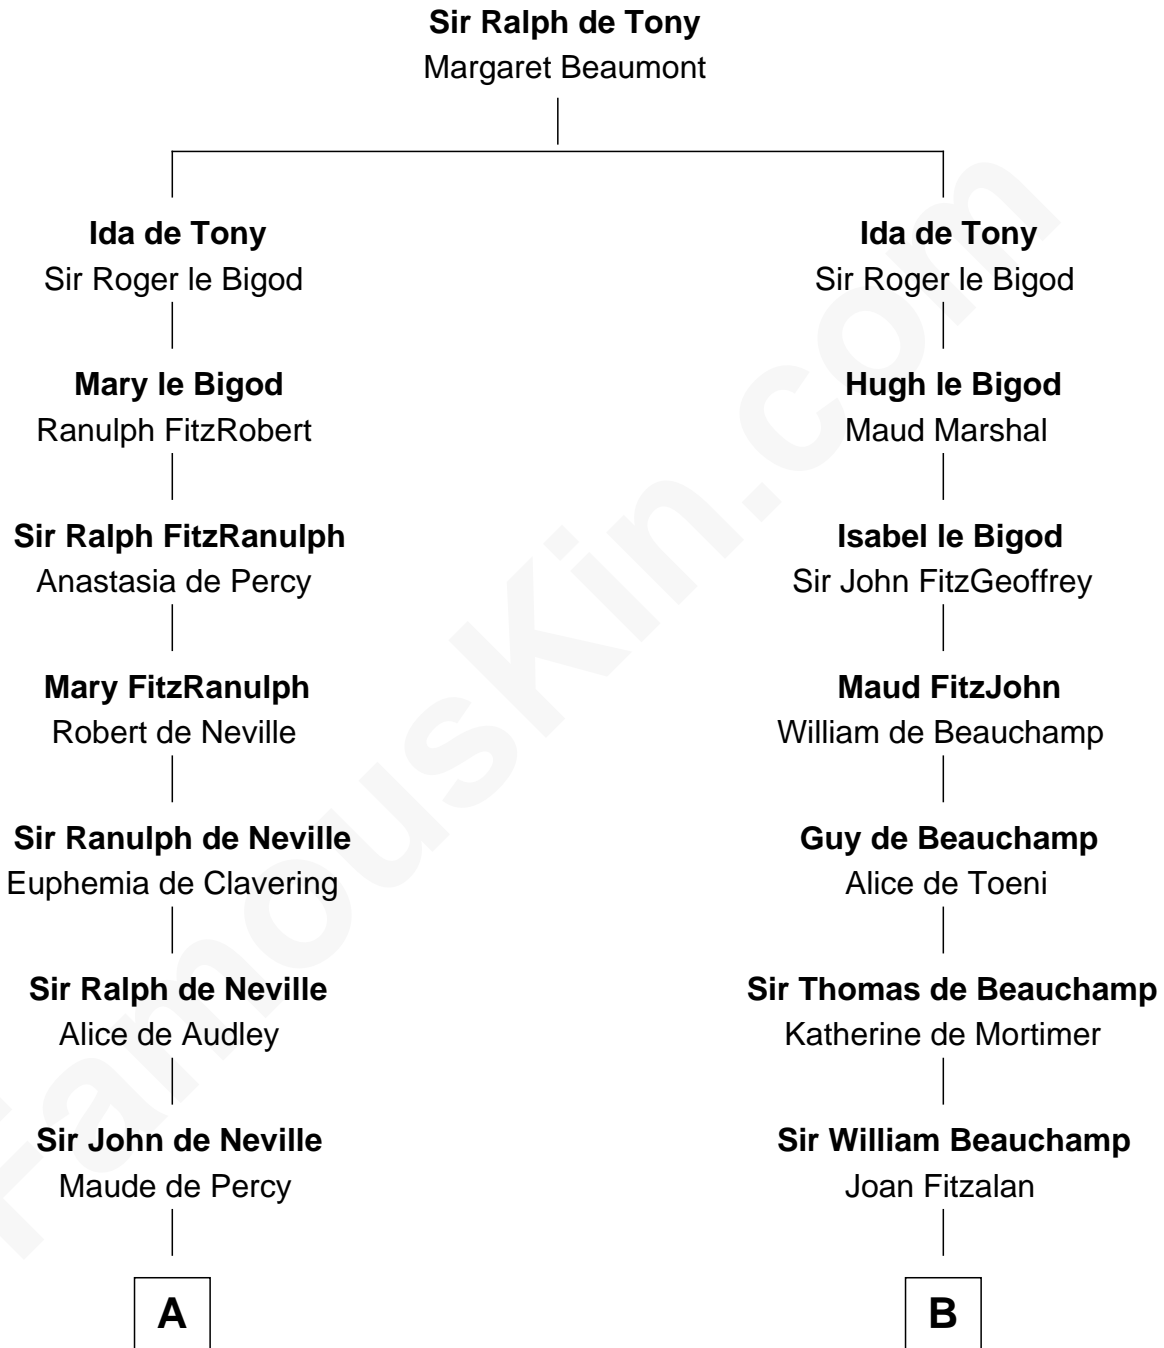 Sir Ralph de Tony
Margaret Beaumont
Ida de Tony
Sir Roger le Bigod
Mary le Bigod
Ranulph FitzRobert
Sir Ralph FitzRanulph
Anastasia de Percy
Mary FitzRanulph
Robert de Neville
Sir Ranulph de Neville
Euphemia de Clavering
Sir Ralph de Neville
Alice de Audley
Sir John de Neville
Maude de Percy
A
Ida de Tony
Sir Roger le Bigod
Hugh le Bigod
Maud Marshal
Isabel le Bigod
Sir John FitzGeoffrey
Maud FitzJohn
William de Beauchamp
Guy de Beauchamp
Alice de Toeni
Sir Thomas de Beauchamp
Katherine de Mortimer
Sir William Beauchamp
Joan Fitzalan
B
FamousKin.com